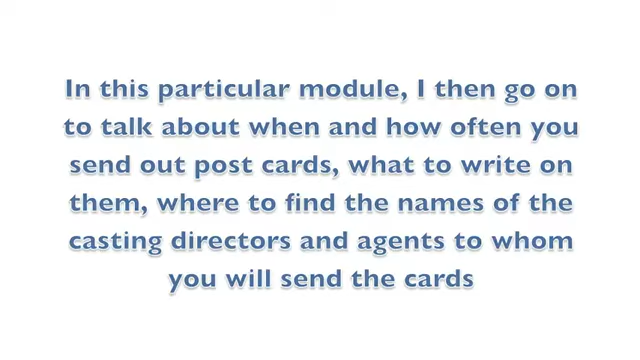 In this particular module, I then go on
to talk about when and how often you
send out post cards, what to write on
them, where to find the names of the
casting directors and agents to whom
you will send the cards